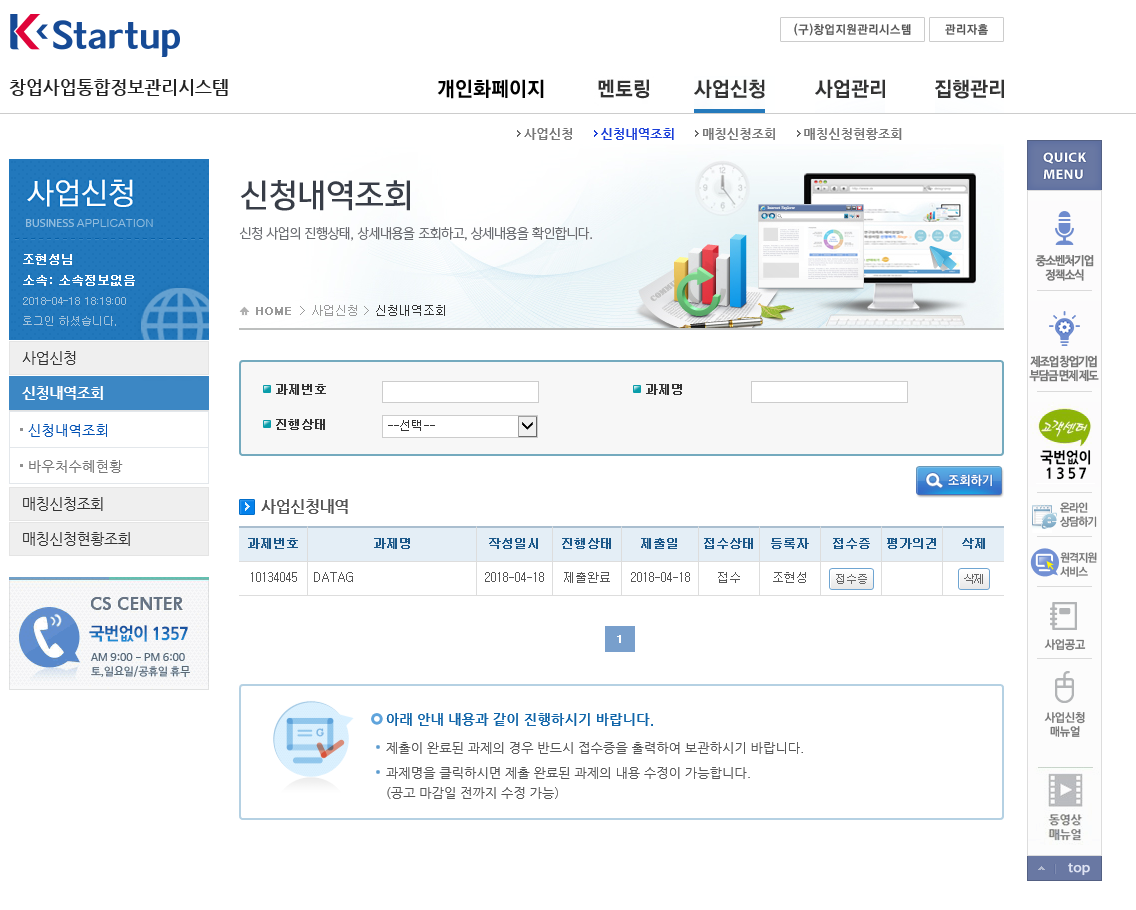 K Startup
(구)창업지원관리시스템 관리자홈
창업사업통합정보관리시스템
개인화페이지 멘토링 사업신청 사업관리 집행관리
사업신청 신청내역조회 매칭신청조회 매칭신청현황조회
사업신청
BUSINESS APPLICATION
조현성님
소속: 소속정보없음
2018-04-18 18:19:00
로그인 하셨습니다.
사업신청
신청내역조회
신청내역조회
바우처수혜현황
매칭신청조회
매칭신청현황조회
CS CENTER
국번없이 1357
AM 9:00 – PM 6:00
토,일요일/공휴일 휴무
신청내역조회
신청 사업의 진행상태, 상세내용을 조회하고, 상세내용을 확인합니다.
HOME > 사업신청 > 신청내역조회
과제번호 과제명
진행상태 --선택--
조회하기
사업신청내역
과제번호 과제명 작성일시 진행상태 제출일 접수상태 등록자 접수증 평가의견 삭제
10134045 DATAG 2018-04-18 제출완료 2018-04-18 접수 조현성 접수증 삭제
1
아래 안내 내용과 같이 진행하시기 바랍니다.
제출이 완료된 과제의 경우 반드시 접수증을 출력하여 보관하시기 바랍니다.
과제명을 클릭하시면 제출 완료된 과제의 내용 수정이 가능합니다.
(공고 마감일 전까지 수정 가능)
QUICK
MENU
중소벤처기업
정책소식
제조업 창업기업
부담금 면제 제도
고객센터
국번없이
1357
온라인
상담하기
원격지원
서비스
사업공고
사업신청
매뉴얼
동영상
매뉴얼
top